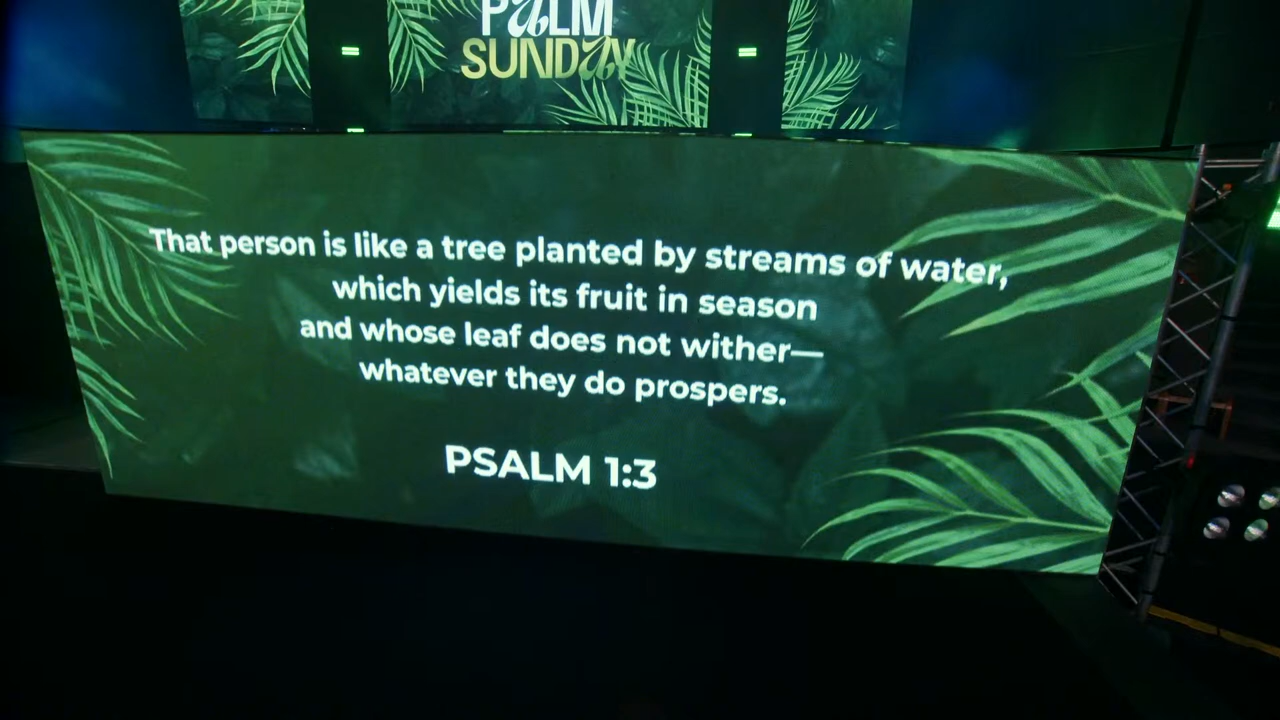 PaLM
SUNDaY
That person is like a tree planted by streams of water,
which yields its fruit in season
and whose leaf does not wither—
whatever they do prospers.
PSALM 1:3